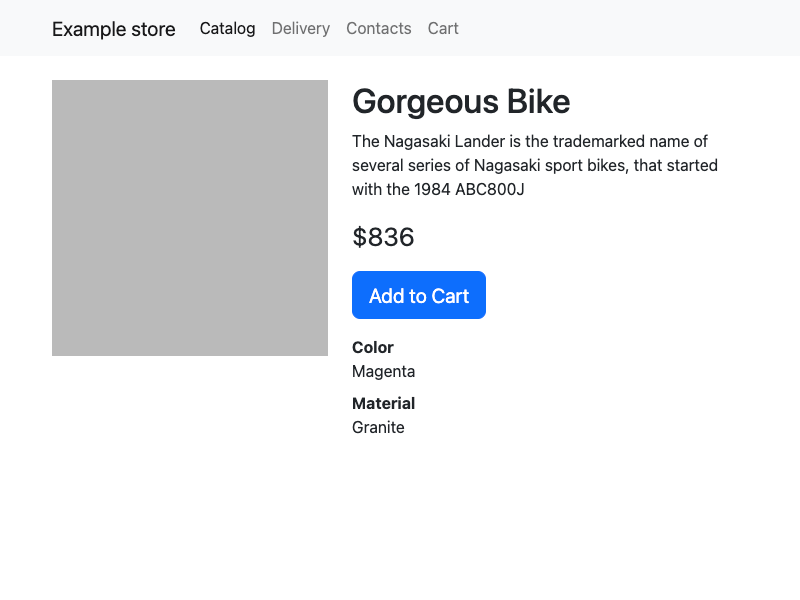 Example store Catalog Delivery Contacts Cart
Gorgeous Bike
The Nagasaki Lander is the trademarked name of
several series of Nagasaki sport bikes, that started
with the 1984 ABC800J
$836
Add to Cart
Color
Magenta
Material
Granite